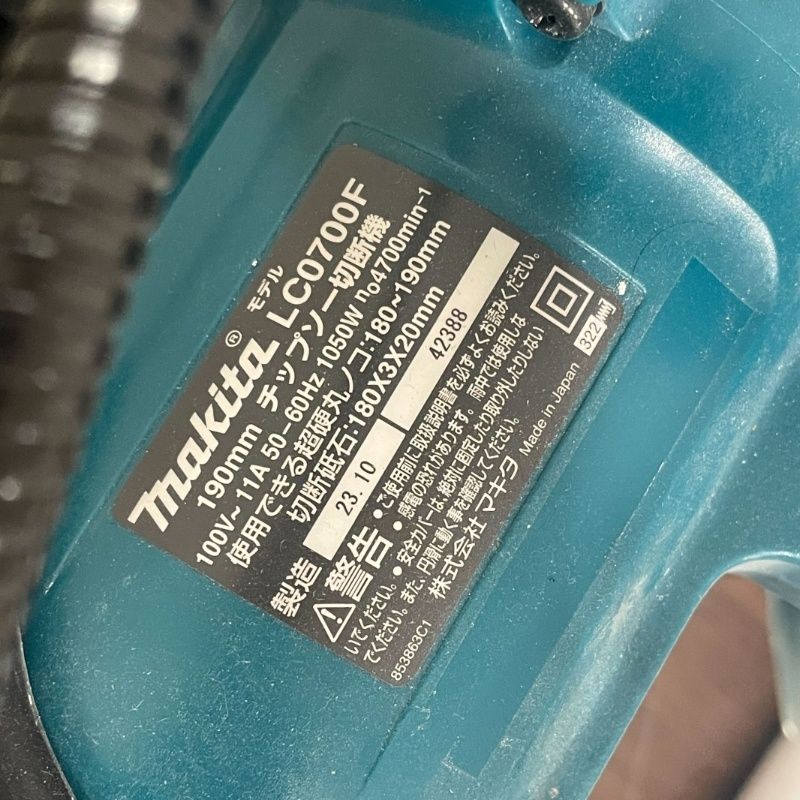 makita® モデル LC0700F
190mm チップソー切断機
100V~ 11A 50-60Hz 1050W no4700min-1
使用できる超硬丸ノコ:180~190mm
切断砥石:180X3X20mm
製造 23.10 42388
警告 ●ご使用前に取扱説明書を必ずよくお読みください。
●感電の恐れがあります。雨中では使用しな
いでください。●安全カバーは、絶対に固定したり取り外したりしない
でください。また、円滑に動く事を確認してください。
株式会社 マキタ Made in Japan
853863C1
322